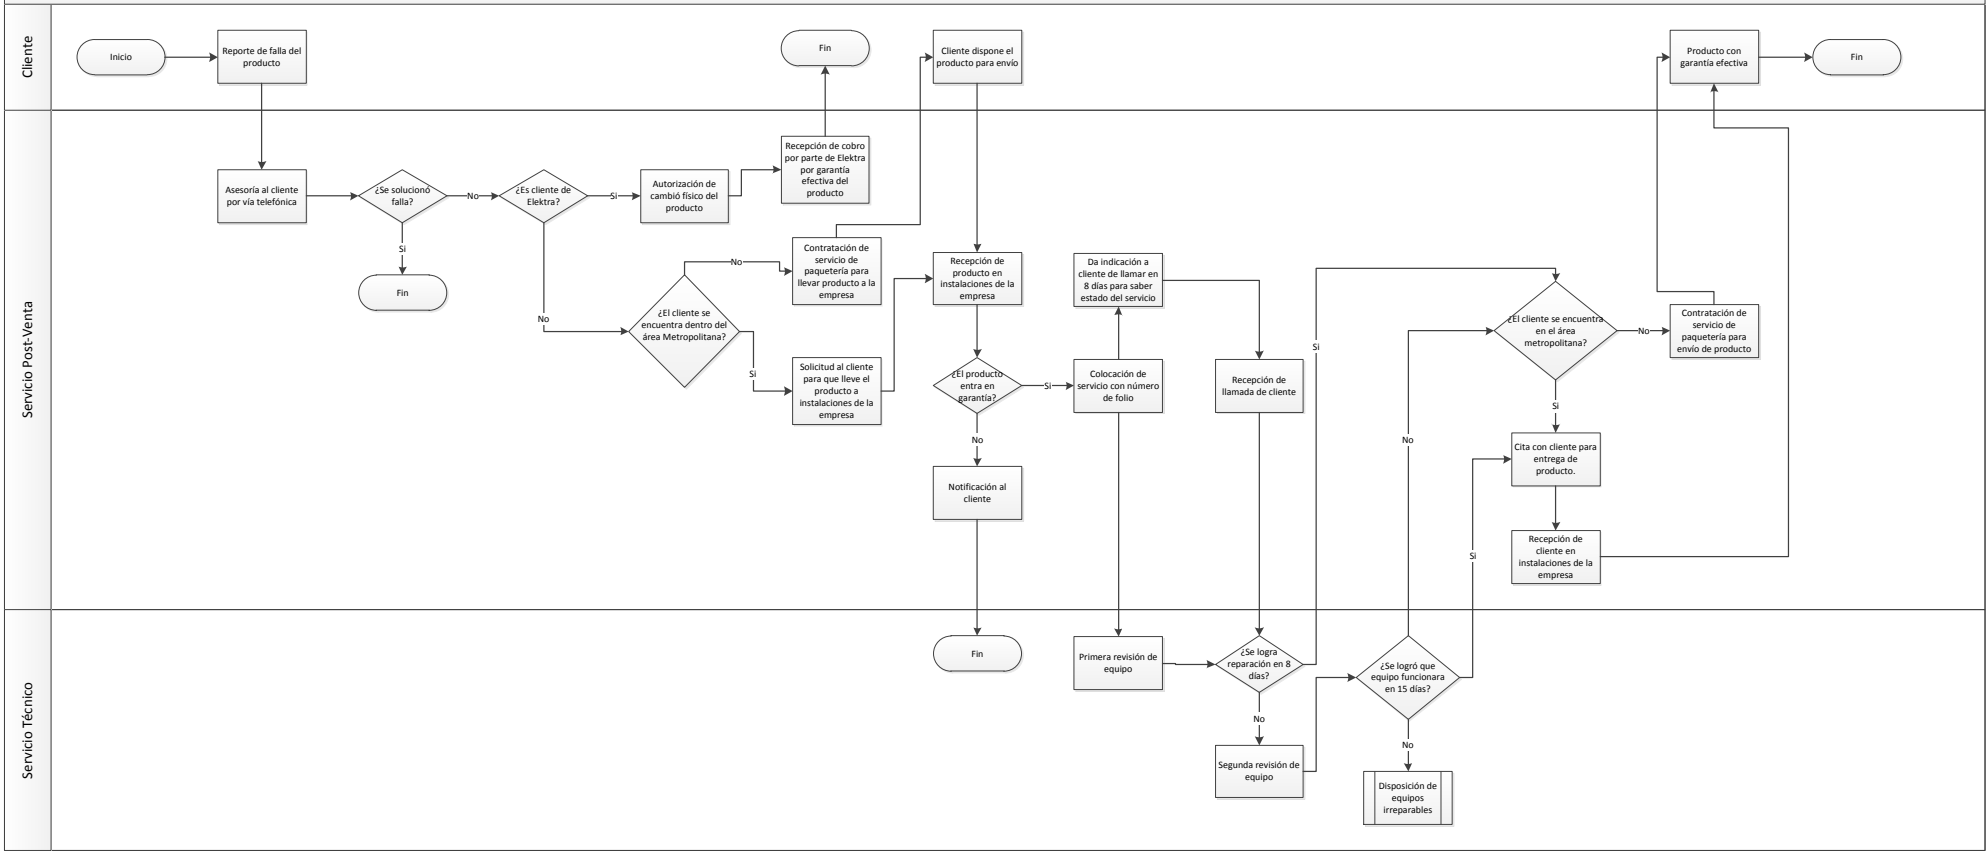 Cliente
Inicio
Reporte de falla del
producto
Fin
Cliente dispone el
producto para envío
Producto con
garantía efectiva
Fin
Servicio Post-Venta
Asesoría al cliente
por vía telefónica
¿Se solucionó
falla?
No
Si
Fin
¿Es cliente de
Elektra?
Si
No
Autorización de
cambió físico del
producto
Recepción de cobro
por parte de Elektra
por garantía
efectiva del
producto
¿El cliente se
encuentra dentro del
área Metropolitana?
No
Si
Contratación de
servicio de
paquetería para
llevar producto a la
empresa
Solicitud al cliente
para que lleve el
producto a
instalaciones de la
empresa
Recepción de
producto en
instalaciones de la
empresa
¿El producto
entra en
garantía?
Si
No
Notificación al
cliente
Da indicación a
cliente de llamar en
8 días para saber
estado del servicio
Colocación de
servicio con número
de folio
Recepción de
llamada de cliente
Si
No
Si
¿El cliente se encuentra
en el área
metropolitana?
No
Si
Contratación de
servicio de
paquetería para
envío de producto
Cita con cliente para
entrega de
producto.
Recepción de
cliente en
instalaciones de la
empresa
Servicio Técnico
Fin
Primera revisión de
equipo
¿Se logra
reparación en 8
días?
No
Segunda revisión de
equipo
¿Se logró que
equipo funcionara
en 15 días?
No
Disposición de
equipos
irreparables